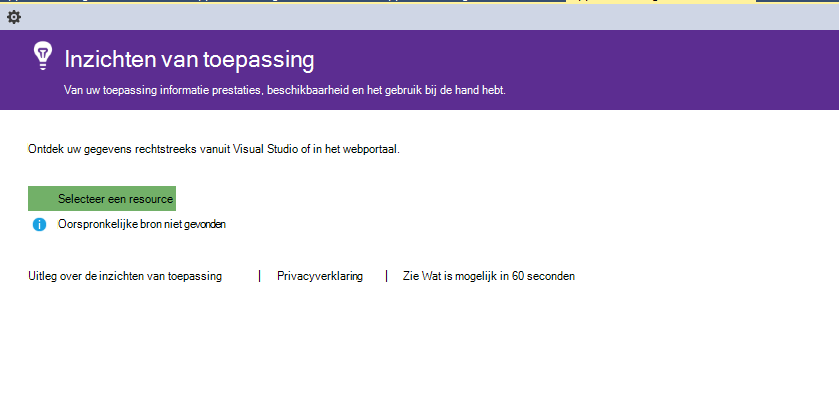 Inzichten van toepassing
Van uw toepassing informatie prestaties, beschikbaarheid en het gebruik bij de hand hebt.
Ontdek uw gegevens rechtstreeks vanuit Visual Studio of in het webportaal.
Selecteer een resource
Oorspronkelijke bron niet gevonden
Uitleg over de inzichten van toepassing | Privacyverklaring | Zie Wat is mogelijk in 60 seconden